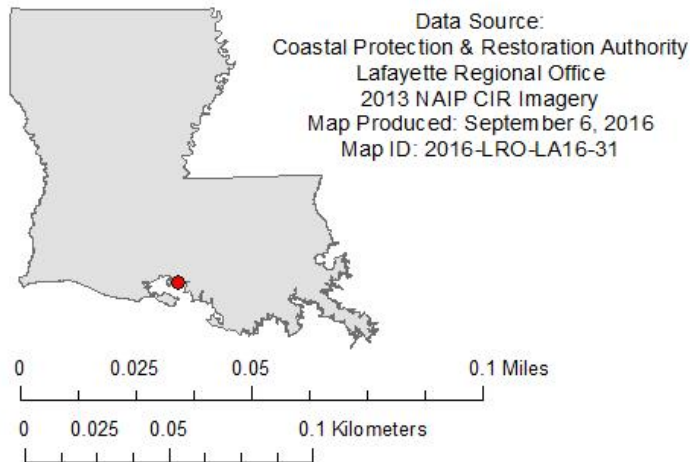 Data Source:
Coastal Protection & Restoration Authority
Lafayette Regional Office
2013 NAIP CIR Imagery
Map Produced: September 6, 2016
Map ID: 2016-LRO-LA16-31
0 0.025 0.05 0.1 Miles
0 0.025 0.05 0.1 Kilometers